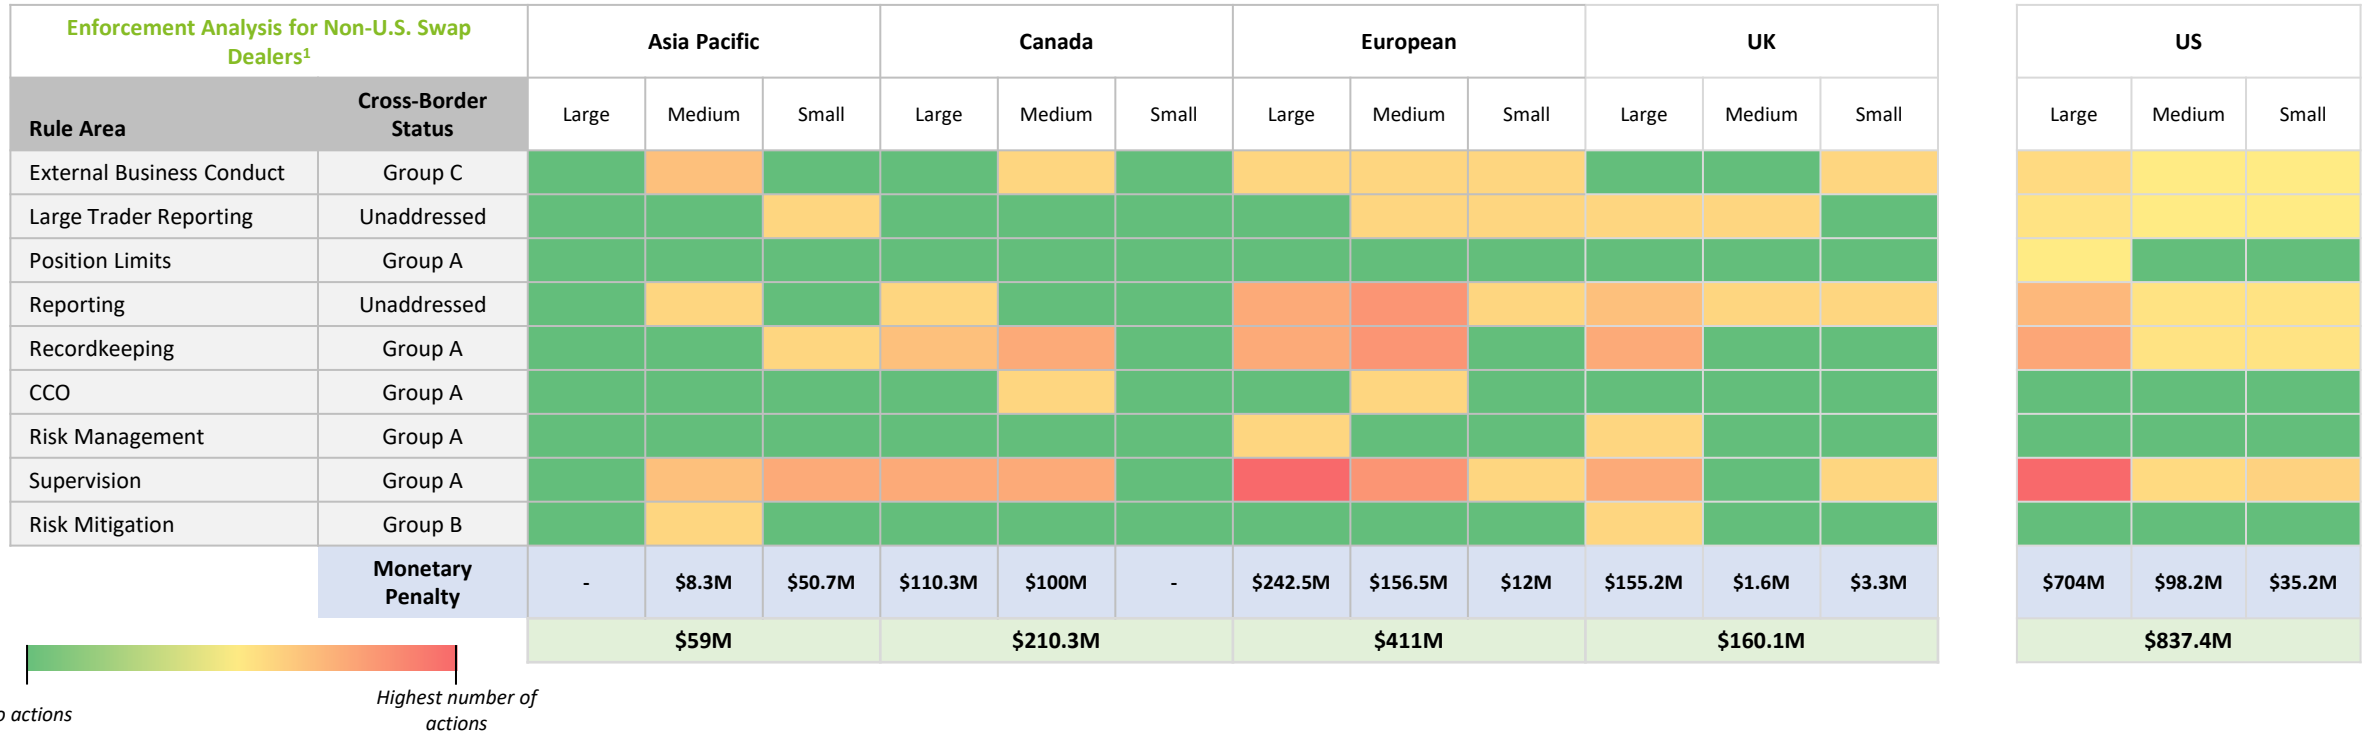 Enforcement Analysis for Non-U.S. Swap
Dealers¹
Asia Pacific
Canada
European
UK
US
Rule Area
Cross-Border
Status
Large
Medium
Small
Large
Medium
Small
Large
Medium
Small
Large
Medium
Small
Large
Medium
Small
External Business Conduct
Group C
Large Trader Reporting
Unaddressed
Position Limits
Group A
Reporting
Unaddressed
Recordkeeping
Group A
CCO
Group A
Risk Management
Group A
Supervision
Group A
Risk Mitigation
Group B
Monetary
Penalty
-
$8.3M
$50.7M
$110.3M
$100M
-
$242.5M
$156.5M
$12M
$155.2M
$1.6M
$3.3M
$704M
$98.2M
$35.2M
$59M
$210.3M
$411M
$160.1M
$837.4M
o actions
Highest number of
actions